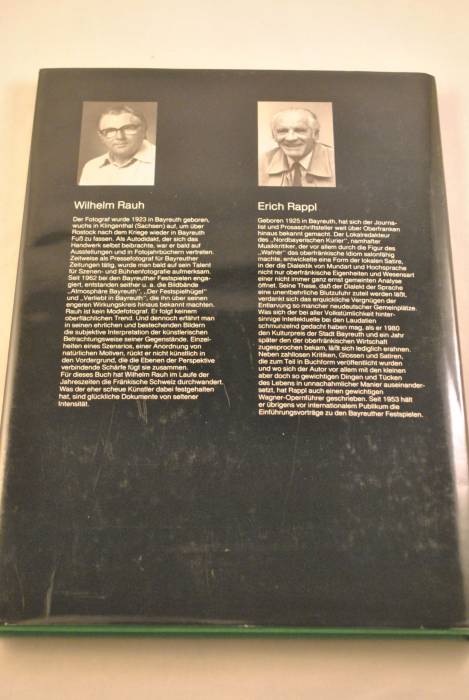 Wilhelm Rauh
Der Fotograf wurde 1923 in Bayreuth geboren,
wuchs in Klingenthal (Sachsen) auf, um über
Rostock nach dem Kriege wieder in Bayreuth
Fuß zu fassen. Als Autodidakt, der sich das
Handwerk selbst beibrachte, war er bald auf
Ausstellungen und in Fotojahrbüchern vertreten.
Zeitweise als Pressefotograf für Bayreuther
Zeitungen tätig, wurde man bald auf sein Talent
für Szenen- und Bühnenfotografie aufmerksam.
Seit 1962 bei den Bayreuther Festspielen enga-
giert, entstanden seither u. a. die Bildbände
„Atmosphäre Bayreuth“, „Der Festspielhügel“
und „Verliebt in Bayreuth“, die ihn über seinen
engeren Wirkungskreis hinaus bekannt machten.
Rauh ist kein Modefotograf. Er folgt keinem
oberflächlichen Trend. Und dennoch erfährt man
in seinen ehrlichen und bestechenden Bildern
die subjektive Interpretation der künstlerischen
Betrachtungsweise seiner Gegenstände. Einzel-
heiten eines Szenarios, einer Anordnung von
natürlichen Motiven, rückt er nicht künstlich in
den Vordergrund, die die Ebenen der Perspektive
verbindende Schärfe fügt sie zusammen.
Für dieses Buch hat Wilhelm Rauh im Laufe der
Jahreszeiten die Fränkische Schweiz durchwandert.
Was der eher scheue Künstler dabei festgehalten
hat, sind glückliche Dokumente von seltener
Intensität.
Erich Rappl
Geboren 1925 in Bayreuth, hat sich der Journa-
list und Prosaschriftsteller weit über Oberfranken
hinaus bekannt gemacht. Der Lokalredakteur
des „Nordbayerischen Kurier“, namhafter
Musikkritiker, der vor allem durch die Figur des
„Wafner“ das oberfränkische Idiom salonfähig
machte, entwickelte eine Form der lokalen Satire,
in der die Dialektik von Mundart und Hochsprache
nicht nur oberfränkische Eigenheiten und Wesensart
einer nicht immer ganz ernst gemeinten Analyse
öffnet. Seine These, daß der Dialekt der Sprache
eine unentbehrliche Blutzufuhr zuteil werden läßt,
verdankt sich das erquickliche Vergnügen der
Enttarnung so mancher neudeutscher Gemeinplätze.
Was sich der bei aller Volkstümlichkeit hinter-
sinnige Intellektuelle bei den Laudatien
schmunzelnd gedacht haben mag, als er 1980
den Kulturpreis der Stadt Bayreuth und ein Jahr
später den der oberfränkischen Wirtschaft
zugesprochen bekam, läßt sich lediglich erahnen.
Neben zahllosen Kritiken, Glossen und Satiren,
die zum Teil in Buchform veröffentlicht wurden
und wo sich der Autor vor allem mit den kleinen
aber doch so gewichtigen Dingen und Tücken
des Lebens in unnachahmlicher Manier auseinander-
setzt, hat Rappl auch einen gewichtigen
Wagner-Opernführer geschrieben. Seit 1953 hält
er übrigens vor internationalem Publikum die
Einführungsvorträge zu den Bayreuther Festspielen.